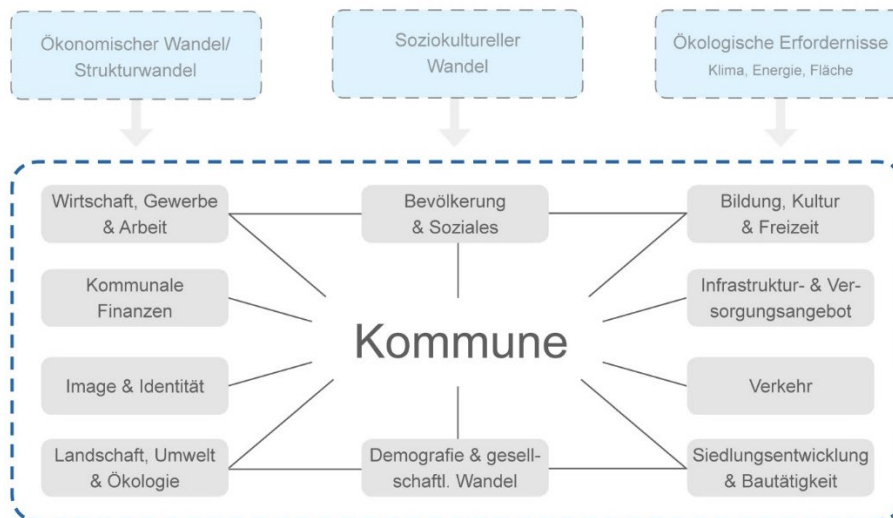 Ökonomischer Wandel/
Strukturwandel
Soziokultureller
Wandel
Ökologische Erfordernisse
Klima, Energie, Fläche
Wirtschaft, Gewerbe
& Arbeit
Bevölkerung
& Soziales
Bildung, Kultur
& Freizeit
Kommunale
Finanzen
Infrastruktur- & Ver-
sorgungsangebot
Kommune
Image & Identität
Verkehr
Landschaft, Umwelt
& Ökologie
Demografie & gesell-
schaftl. Wandel
Siedlungsentwicklung
& Bautätigkeit